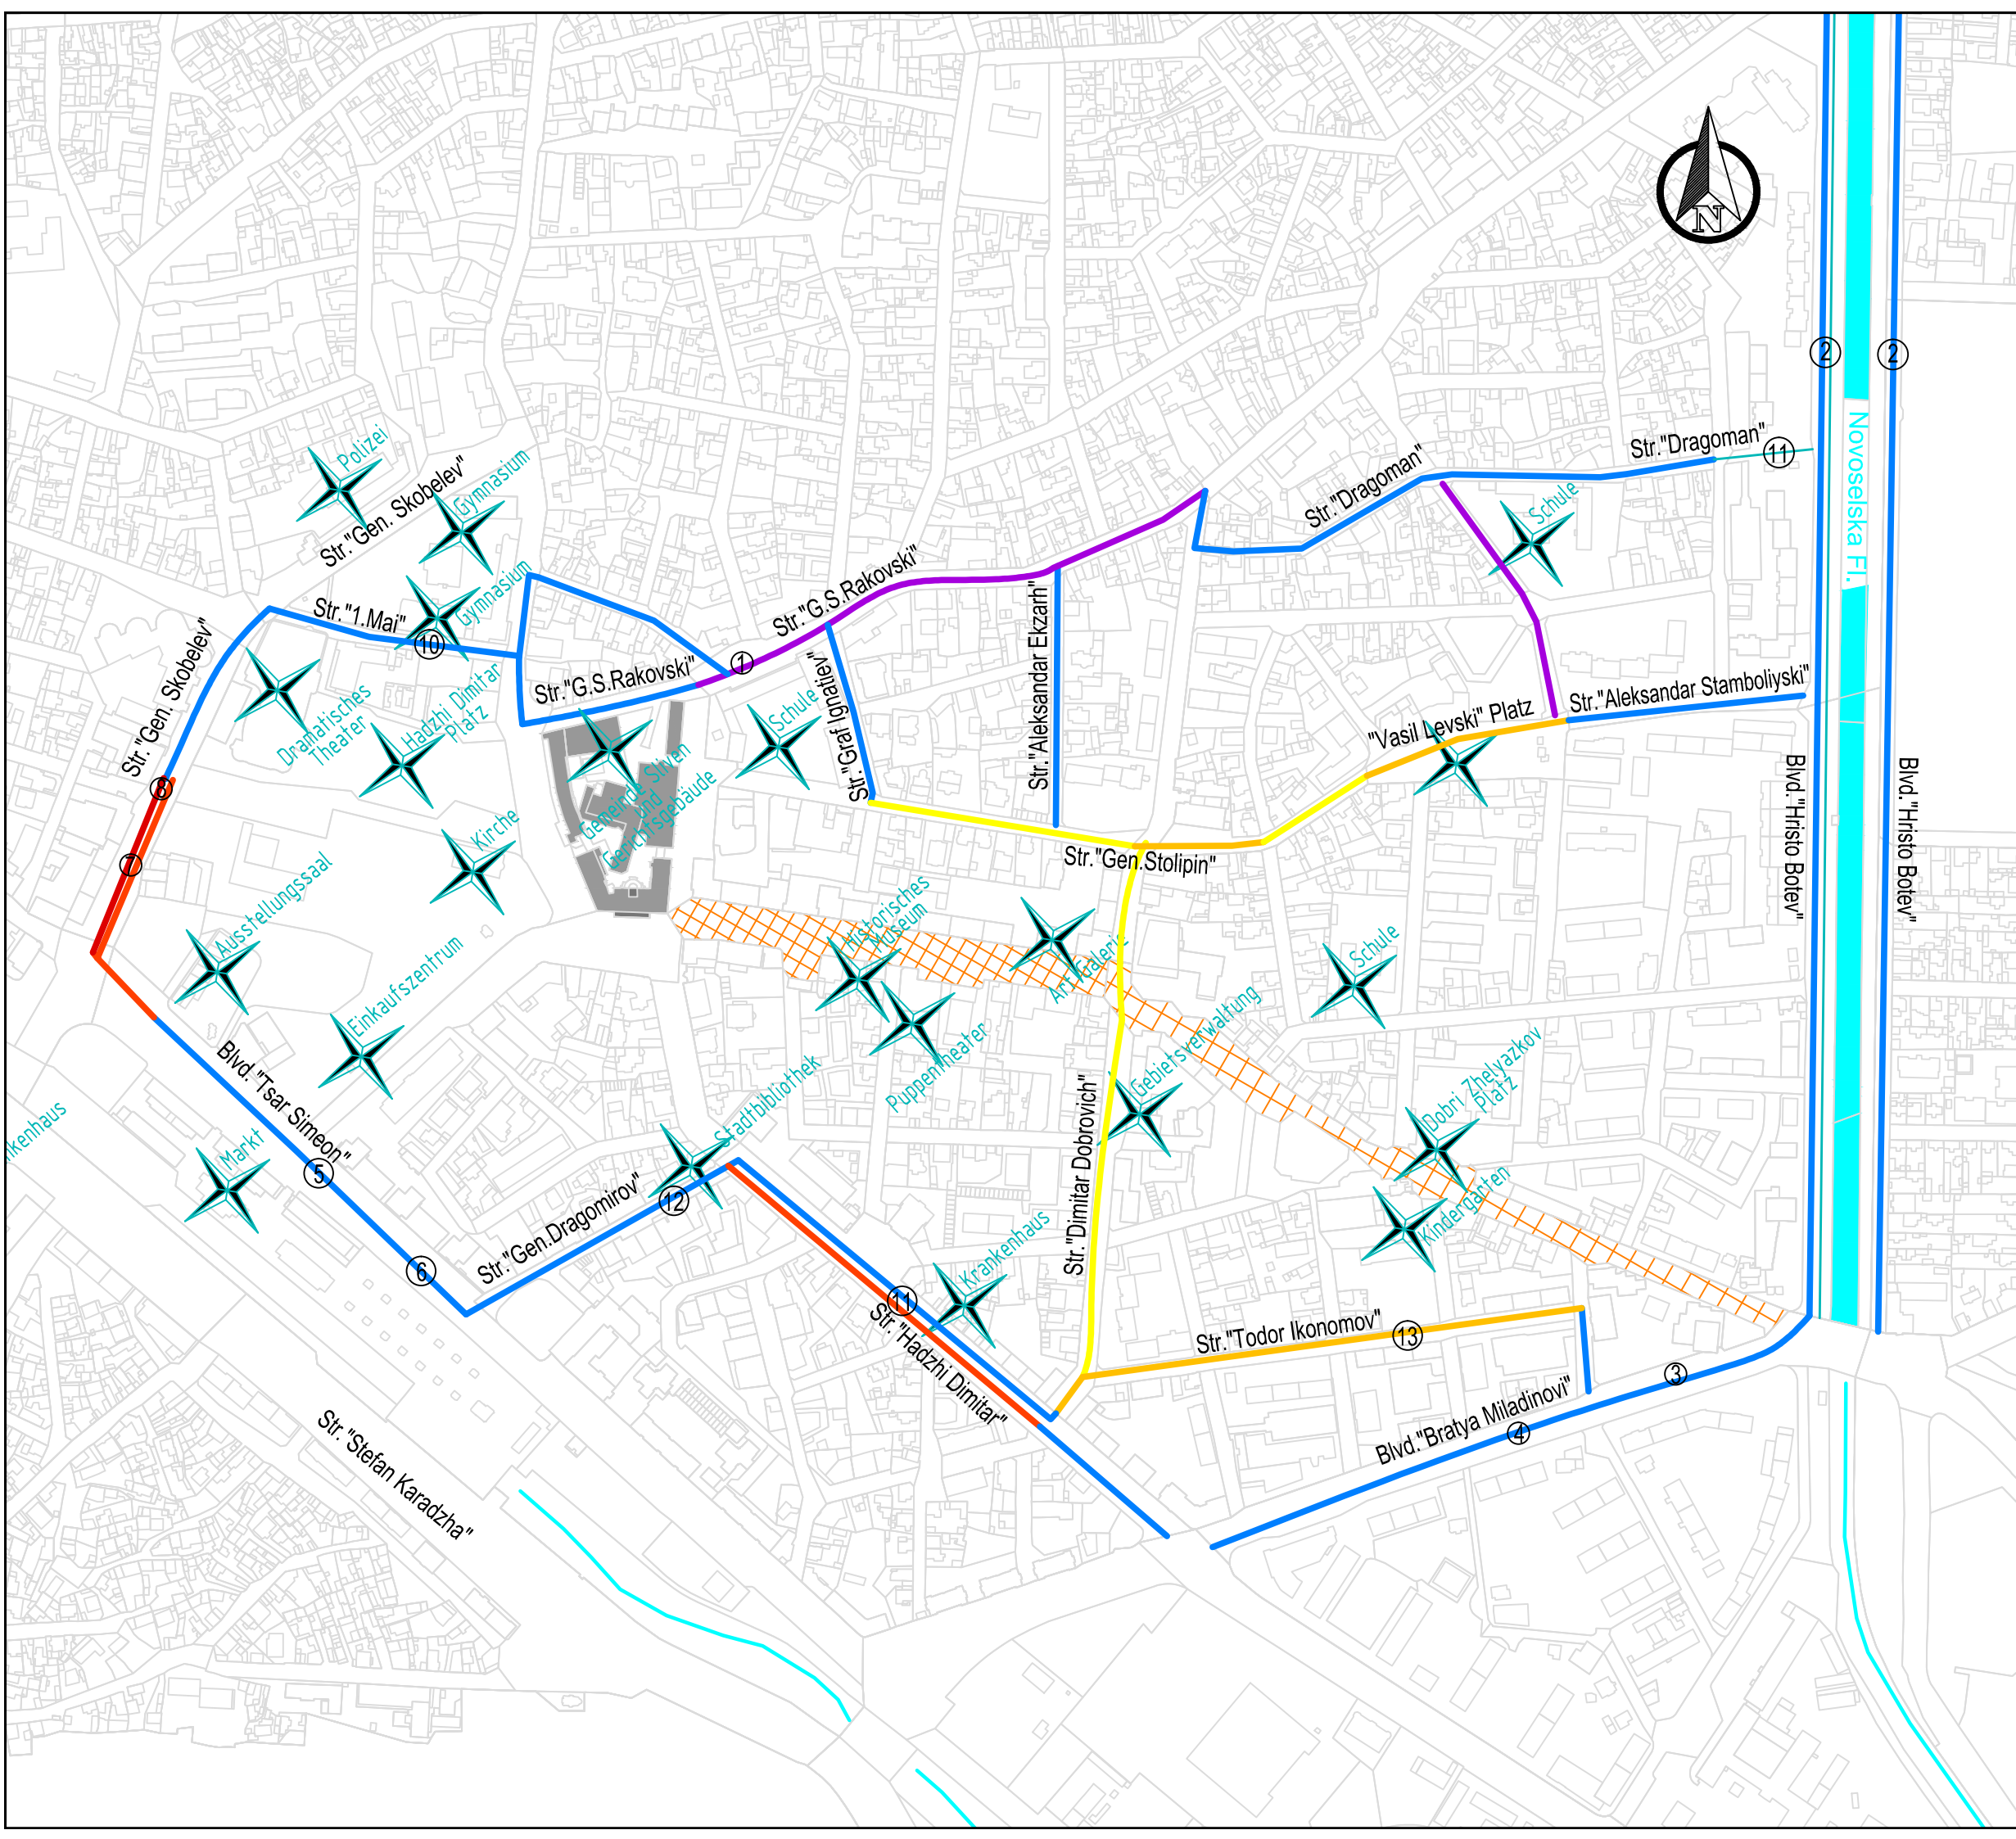 N
2
2
Novoselska Fl.
Str."Dragoman"
11
Str."Dragoman"
Polizei
Gymnasium
Str."Gen. Skobelev"
Schule
Gymnasium
Str."1.Mai"
10
Str."G.S.Rakovski"
1
Str."G.S.Rakovski"
Str."Graf Ignatiev"
Str."Aleksandar Ekzarh"
Str."Gen. Skobelev"
Dramatisches
Theater
Hadzhi Dimitar
Platz
Schule
Str."Aleksandar Stamboliyski"
"Vasil Levski" Platz
8
7
Gemeinde Sliven
und
Gerichtsgebäude
Kirche
Str."Gen.Stolipin"
Blvd."Hristo Botev"
Blvd."Hristo Botev"
Ausstellungssaal
Einkaufszentrum
Historisches
Museum
Art Galerie
Schule
Puppentheater
Gebietsverwaltung
Dobri Zhelyazkov
Platz
Kindergarten
Blvd."Tsar Simeon"
5
Markt
nkenhaus
Stadtbibliothek
12
Str."Gen.Dragomirov"
6
Str."Dimitar Dobrovich"
Krankenhaus
11
Str."Hadzhi Dimitar"
Str."Todor Ikonomov"
13
3
Blvd."Bratya Miladinovi"
4
Str."Stefan Karadzha"